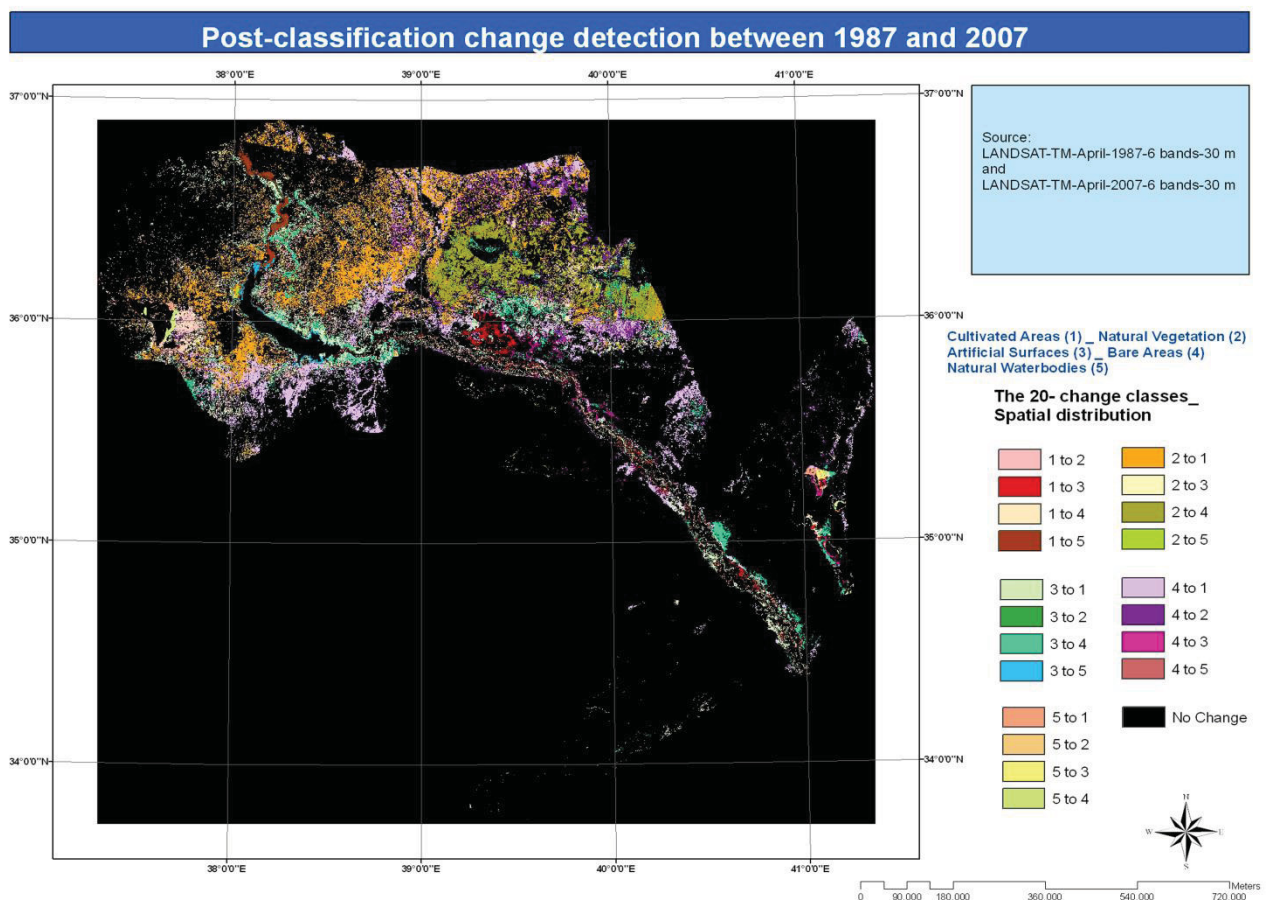 Post-classification change detection between 1987 and 2007
38°0'0"E 39°0'0"E 40°0'0"E 41°0'0"E
37°0'0"N 37°0'0"N
Source:
LANDSAT-TM-April-1987-6 bands-30 m
and
LANDSAT-TM-April-2007-6 bands-30 m
36°0'0"N 36°0'0"N
Cultivated Areas (1) _ Natural Vegetation (2)
Artificial Surfaces (3) _ Bare Areas (4)
Natural Waterbodies (5)
The 20- change classes_
Spatial distribution
1 to 2 2 to 1
1 to 3 2 to 3
1 to 4 2 to 4
1 to 5 2 to 5
35°0'0"N 35°0'0"N
3 to 1 4 to 1
3 to 2 4 to 2
3 to 4 4 to 3
3 to 5 4 to 5
5 to 1 No Change
5 to 2
5 to 3
5 to 4
34°0'0"N 34°0'0"N
38°0'0"E 39°0'0"E 40°0'0"E 41°0'0"E
N
W E
S
Meters
0 90.000 180.000 360.000 540.000 720.000